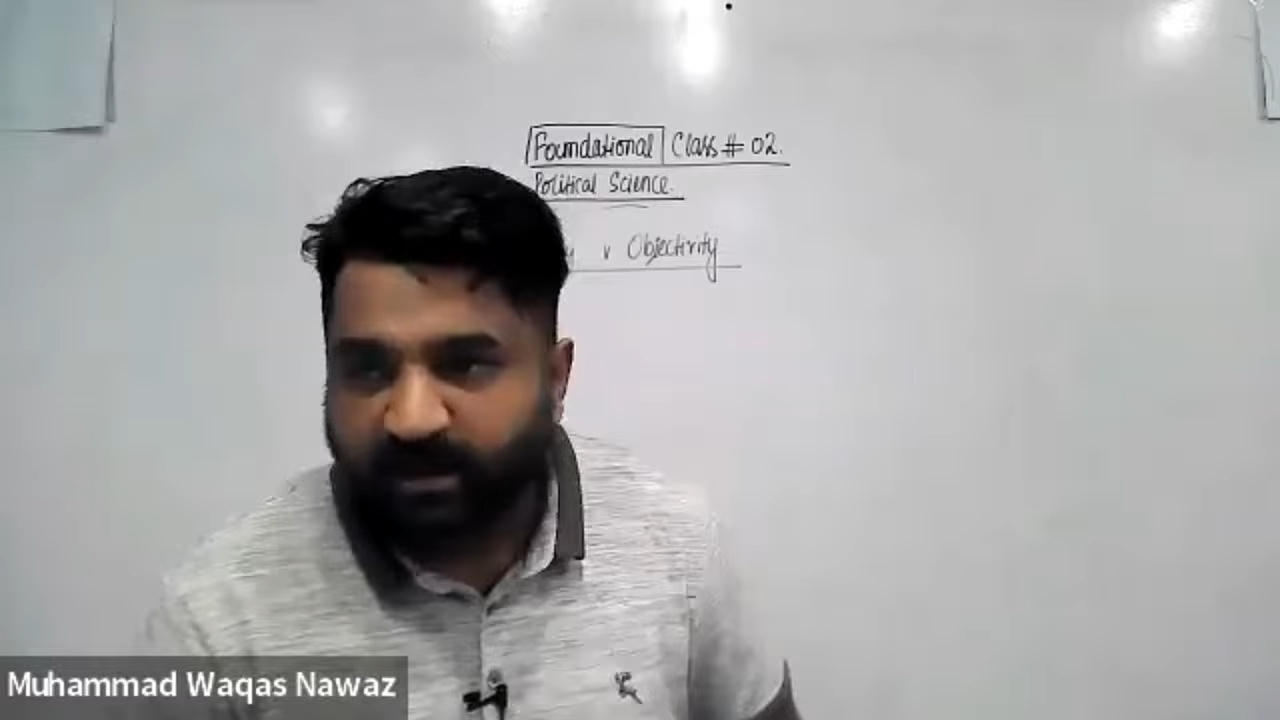 Foundational Class # 02.
Political Science.
v Objectivity
Muhammad Waqas Nawaz